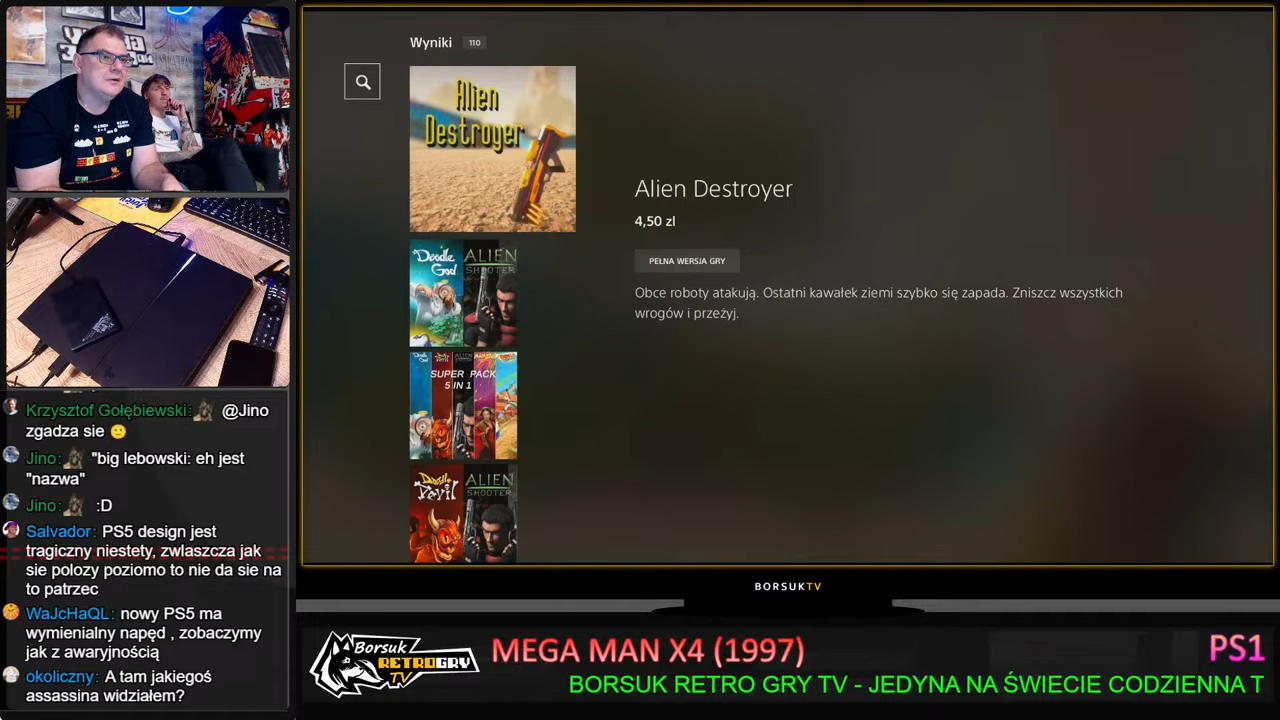 Wyniki 110
Alien
Destroyer
Alien Destroyer
4,50 zl
PEŁNA WERSJA GRY
Obce roboty atakują. Ostatni kawałek ziemi szybko się zapada. Zniszcz wszystkich
wrogów i przeżyj.
Doodle
God
ALIEN
SHOOTER
SUPER PACK
5 IN 1
Doodle
Devil
ALIEN
SHOOTER
Krzysztof Gołębiewski: @Jino
zgadza sie 🙂
Jino: "big lebowski: eh jest
"nazwa"
Jino: :D
Salvador: PS5 design jest
tragiczny niestety, zwlaszcza jak
sie polozy poziomo to nie da sie na
to patrzec
WaJcHaQL: nowy PS5 ma
wymienialny napęd , zobaczymy
jak z awaryjnością
okoliczny: A tam jakiegoś
assassina widziałem?
BORSUKTV
Borsuk
RETROGRY
TV
MEGA MAN X4 (1997)
PS1
BORSUK RETRO GRY TV - JEDYNA NA ŚWIECIE CODZIENNA T